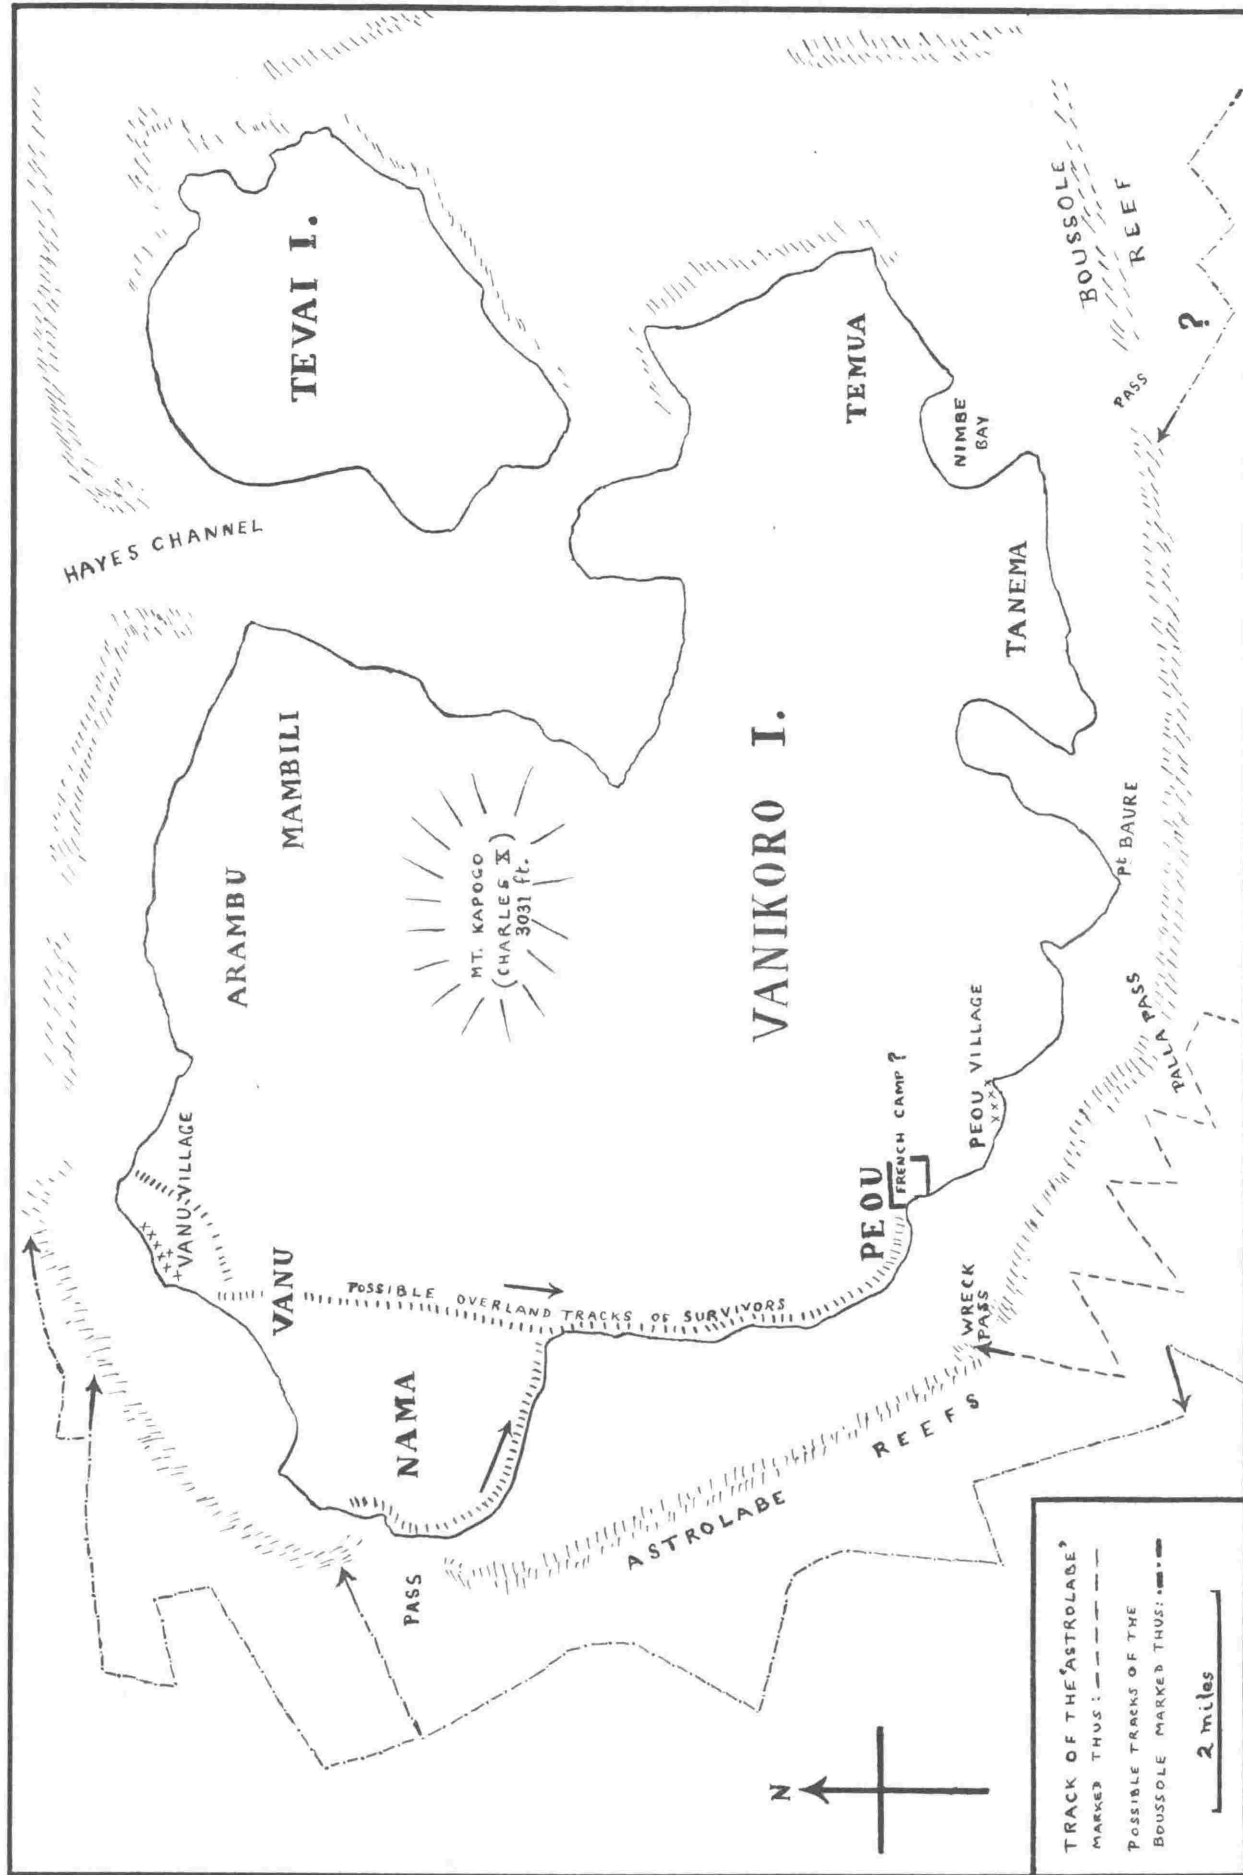 HAYES CHANNEL
TEVAI I.
MAMBILI
ARAMBU
VANU VILLAGE
VANU
NAMA
PASS
MT. KAPOGO
(CHARLES X)
3031 ft.
POSSIBLE OVERLAND TRACKS OF SURVIVORS
VANIKORO I.
TEMUA
NIMBE
BAY
TANEMA
PEOU
FRENCH CAMP?
PEOU VILLAGE
Pt BAURE
BOUSSOLE
REEF
PASS
?
PALLA PASS
WRECK
PASS
ASTROLABE REEFS
N
TRACK OF THE 'ASTROLABE'
MARKED THUS: – – – – – –
POSSIBLE TRACKS OF THE
BOUSSOLE MARKED THUS: –·–·–
2 miles